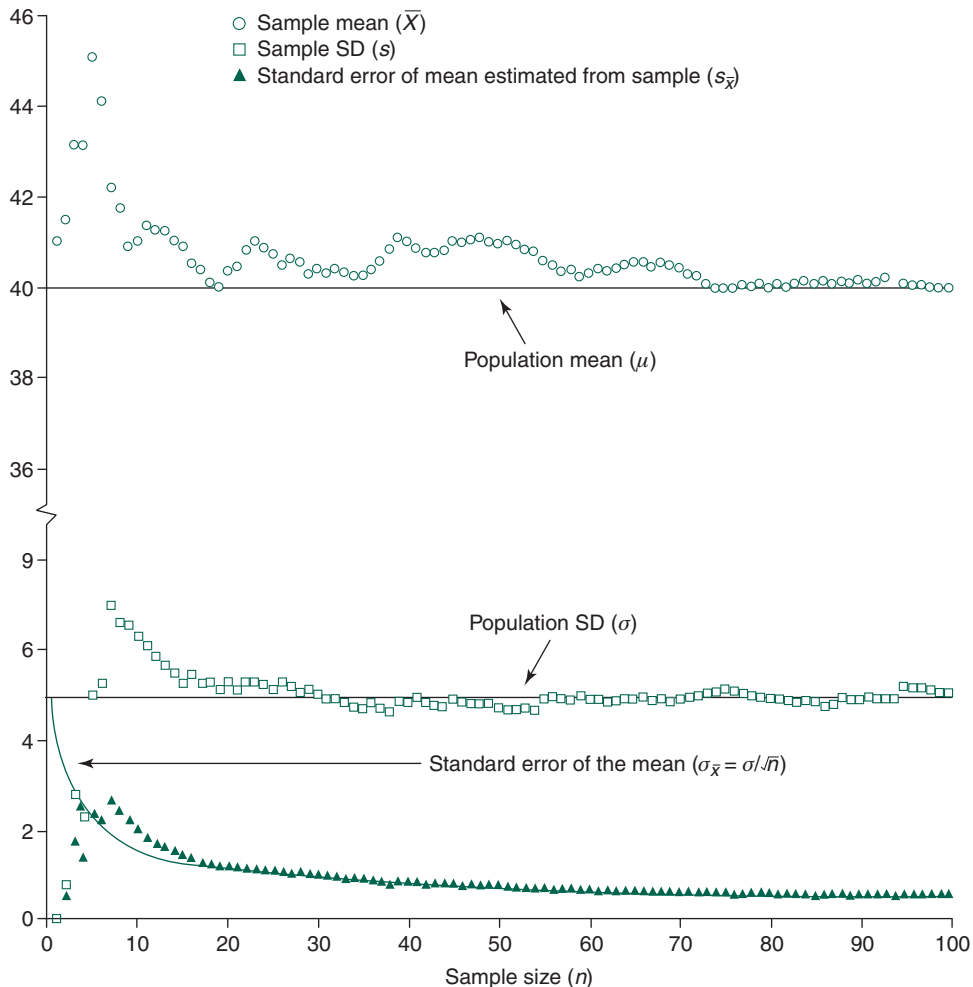 46
44
42
40
38
36
9
6
4
2
0
Sample mean (X̅)
Sample SD (s)
Standard error of mean estimated from sample (s_x̅)
Population mean (μ)
Population SD (σ)
Standard error of the mean (σ_x̅ = σ/√n)
0 10 20 30 40 50 60 70 80 90 100
Sample size (n)